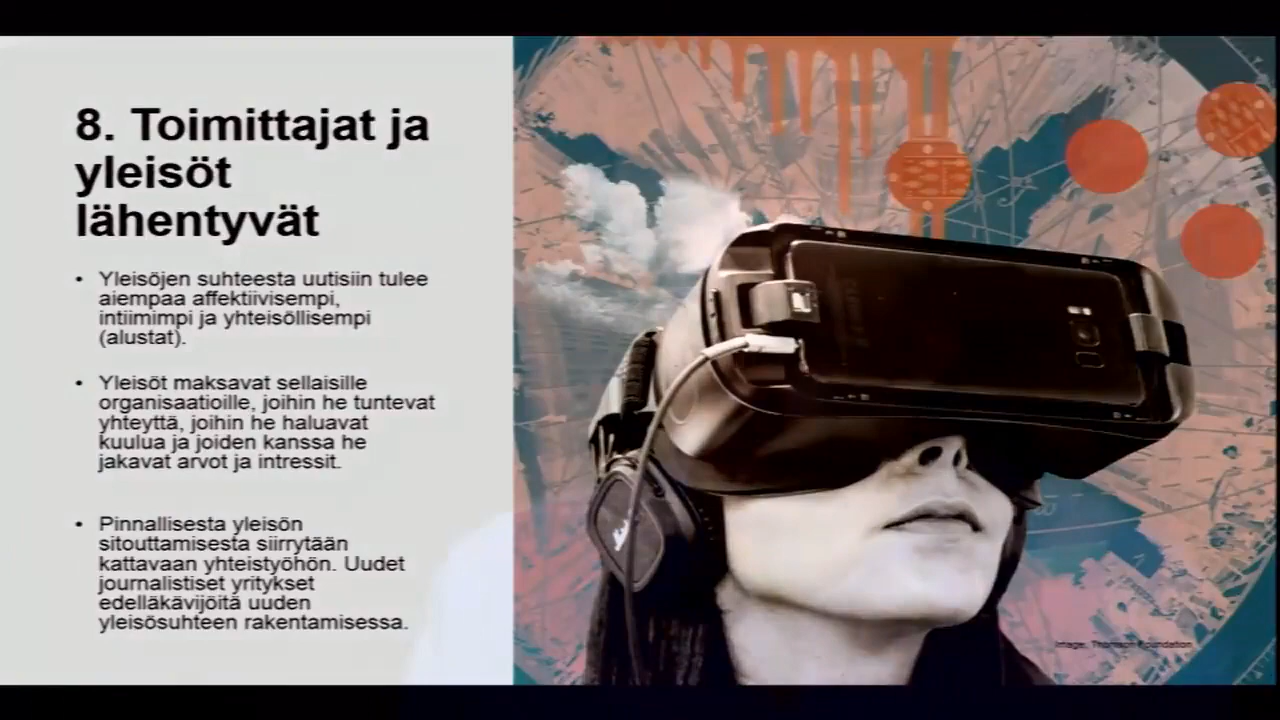 8. Toimittajat ja
yleisöt
lähentyvät
• Yleisöjen suhteesta uutisiin tulee
aiempaa affektiivisempi,
intiimimpi ja yhteisöllisempi
(alustat).
• Yleisöt maksavat sellaisille
organisaatioille, joihin he tuntevat
yhteyttä, joihin he haluavat
kuulua ja joiden kanssa he
jakavat arvot ja intressit.
• Pinnallisesta yleisön
sitouttamisesta siirrytään
kattavaan yhteistyöhön. Uudet
journalistiset yritykset
edelläkävijöitä uuden
yleisösuhteen rakentamisessa.
Image: Thomson Foundation